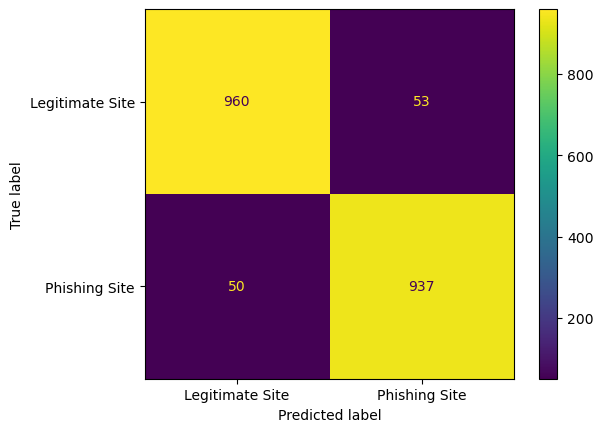 Legitimate Site
960
53
Phishing Site
50
937
Legitimate Site
Phishing Site
Predicted label
True label
800
600
400
200